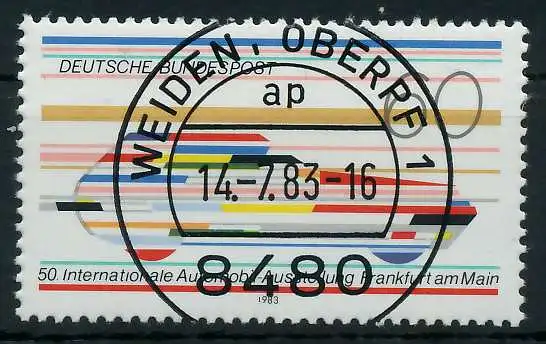 DEUTSCHE BUNDESPOST
60
WEIDEN, OBERPF 1
ap
14.-7.83-16
8480
50. Internationale Automobil-Ausstellung Frankfurt am Main
1983